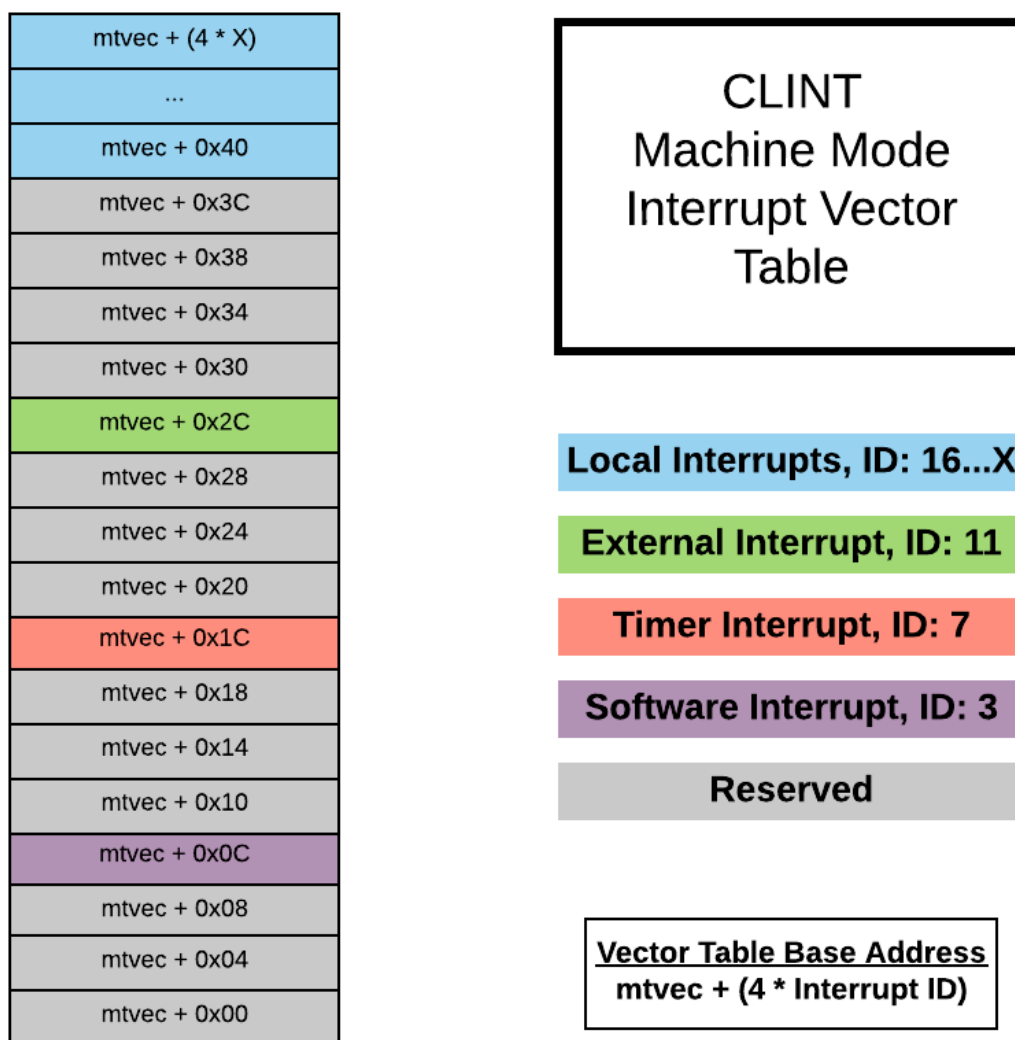 mtvec + (4 * X)
...
mtvec + 0x40
mtvec + 0x3C
mtvec + 0x38
mtvec + 0x34
mtvec + 0x30
mtvec + 0x2C
mtvec + 0x28
mtvec + 0x24
mtvec + 0x20
mtvec + 0x1C
mtvec + 0x18
mtvec + 0x14
mtvec + 0x10
mtvec + 0x0C
mtvec + 0x08
mtvec + 0x04
mtvec + 0x00
CLINT
Machine Mode
Interrupt Vector
Table
Local Interrupts, ID: 16...X
External Interrupt, ID: 11
Timer Interrupt, ID: 7
Software Interrupt, ID: 3
Reserved
Vector Table Base Address
mtvec + (4 * Interrupt ID)